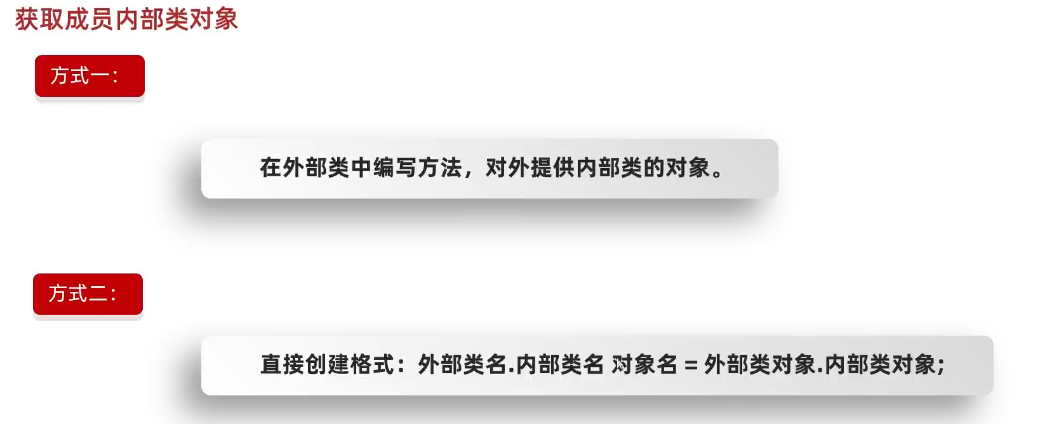 获取成员内部类对象
方式一：
在外部类中编写方法，对外提供内部类的对象。
方式二：
直接创建格式：外部类名.内部类名 对象名 = 外部类对象.内部类对象;